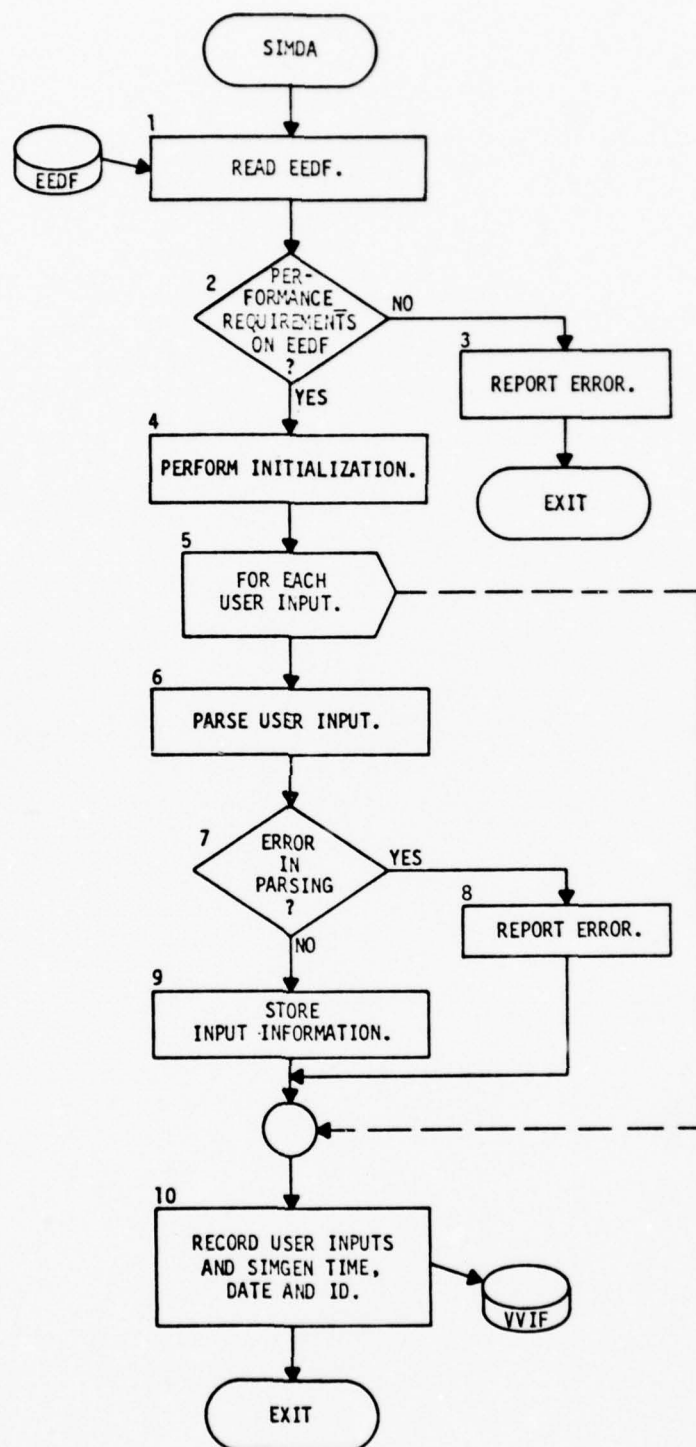 SIMDA
1
EEDF
READ EEDF.
2
PER-
FORMANCE
REQUIREMENTS
ON EEDF
?
NO
YES
3
REPORT ERROR.
EXIT
4
PERFORM INITIALIZATION.
5
FOR EACH
USER INPUT.
6
PARSE USER INPUT.
7
ERROR
IN
PARSING
?
YES
NO
8
REPORT ERROR.
9
STORE
INPUT INFORMATION.
10
RECORD USER INPUTS
AND SIMGEN TIME,
DATE AND ID.
VVIF
EXIT